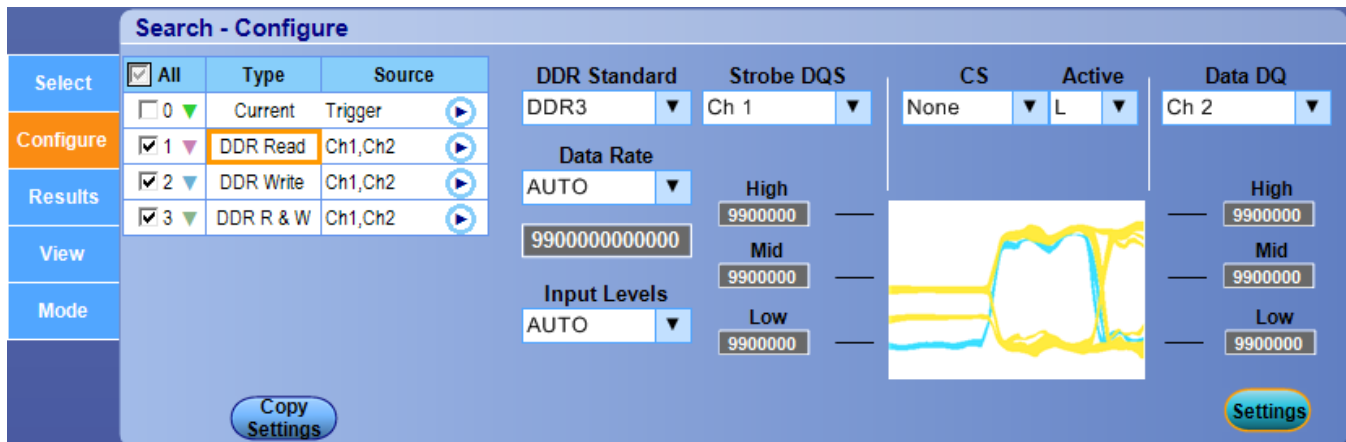 Search - Configure
Select
Configure
Results
View
Mode
All Type Source
0 Current Trigger
1 DDR Read Ch1,Ch2
2 DDR Write Ch1,Ch2
3 DDR R & W Ch1,Ch2
Copy
Settings
DDR Standard
DDR3
Data Rate
AUTO
9900000000000
Input Levels
AUTO
Strobe DQS
Ch 1
High
9900000
Mid
9900000
Low
9900000
CS Active
None L
Data DQ
Ch 2
High
9900000
Mid
9900000
Low
9900000
Settings